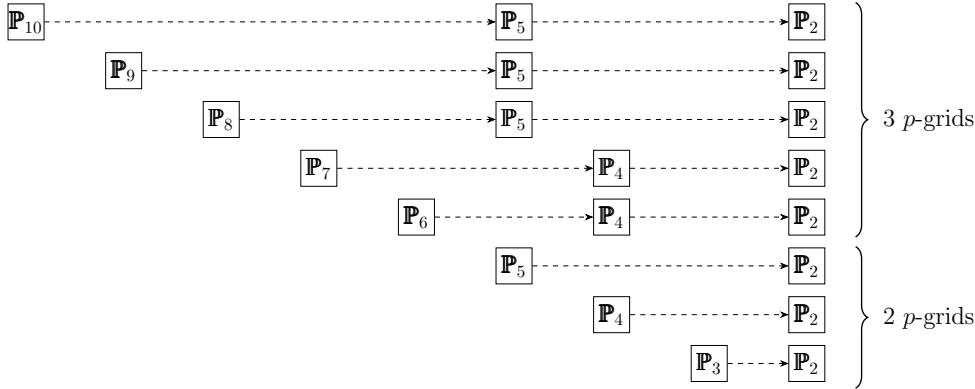 ℙ₁₀ ℙ₅ ℙ₂
ℙ₉ ℙ₅ ℙ₂
ℙ₈ ℙ₅ ℙ₂
3 p-grids
ℙ₇ ℙ₄ ℙ₂
ℙ₆ ℙ₄ ℙ₂
ℙ₅ ℙ₂
ℙ₄ ℙ₂
2 p-grids
ℙ₃ ℙ₂